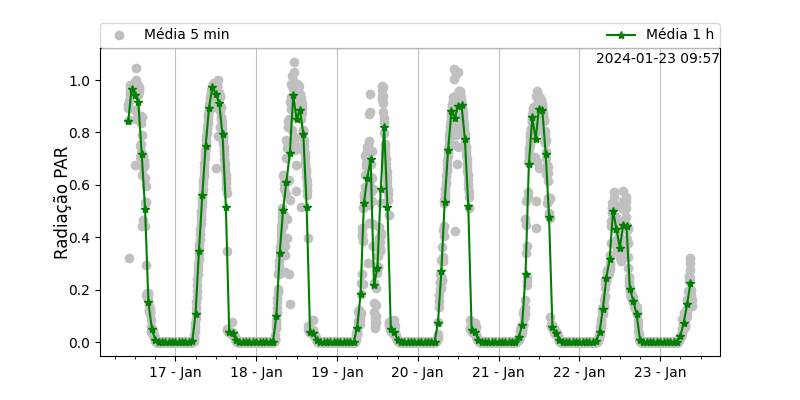 Média 5 min
Média 1 h
2024-01-23 09:57
Radiação PAR
1.0
0.8
0.6
0.4
0.2
0.0
17 - Jan
18 - Jan
19 - Jan
20 - Jan
21 - Jan
22 - Jan
23 - Jan